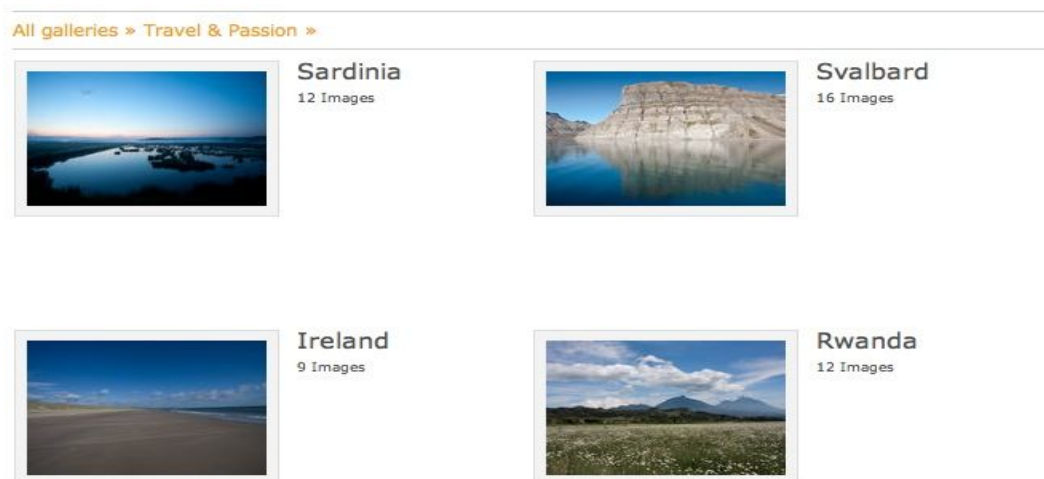 All galleries » Travel & Passion »
Sardinia
12 Images
Svalbard
16 Images
Ireland
9 Images
Rwanda
12 Images